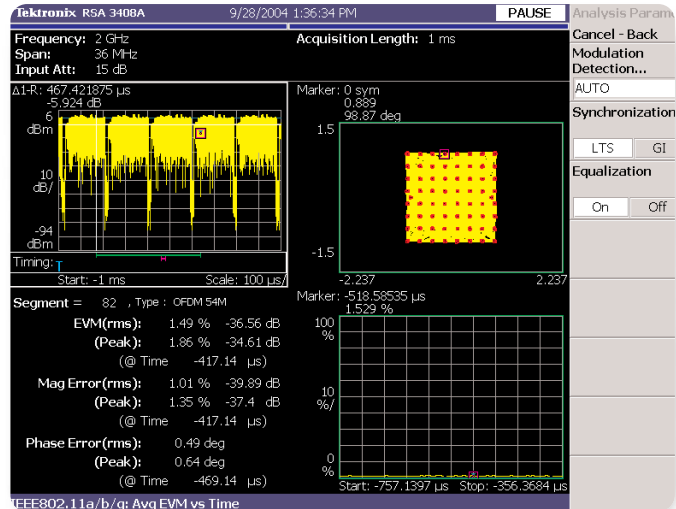 Tektronix RSA 3408A 9/28/2004 1:36:34 PM PAUSE
Frequency: 2 GHz
Span: 36 MHz
Input Att: 15 dB
Acquisition Length: 1 ms
Δ1-R: 467.421875 µs
-5.924 dB
6
dBm
10
dB/
-94
dBm
Timing: T
Start: -1 ms Scale: 100 µs/
Marker: 0 sym
0.889
98.87 deg
1.5
-1.5
-2.237 2.237
Segment = 82 , Type : OFDM 54M
EVM(rms): 1.49 % -36.56 dB
(Peak): 1.86 % -34.61 dB
(@ Time -417.14 µs)
Mag Error(rms): 1.01 % -39.89 dB
(Peak): 1.35 % -37.4 dB
(@ Time -417.14 µs)
Phase Error(rms): 0.49 deg
(Peak): 0.64 deg
(@ Time -469.14 µs)
Marker: -518.58535 µs
1.529 %
100
%
10
%/
0
%
Start: -757.1397 µs Stop: -356.3684 µs
IEEE802.11a/b/g: Avg EVM vs Time
Analysis Param
Cancel - Back
Modulation
Detection...
AUTO
Synchronization
LTS GI
Equalization
On Off